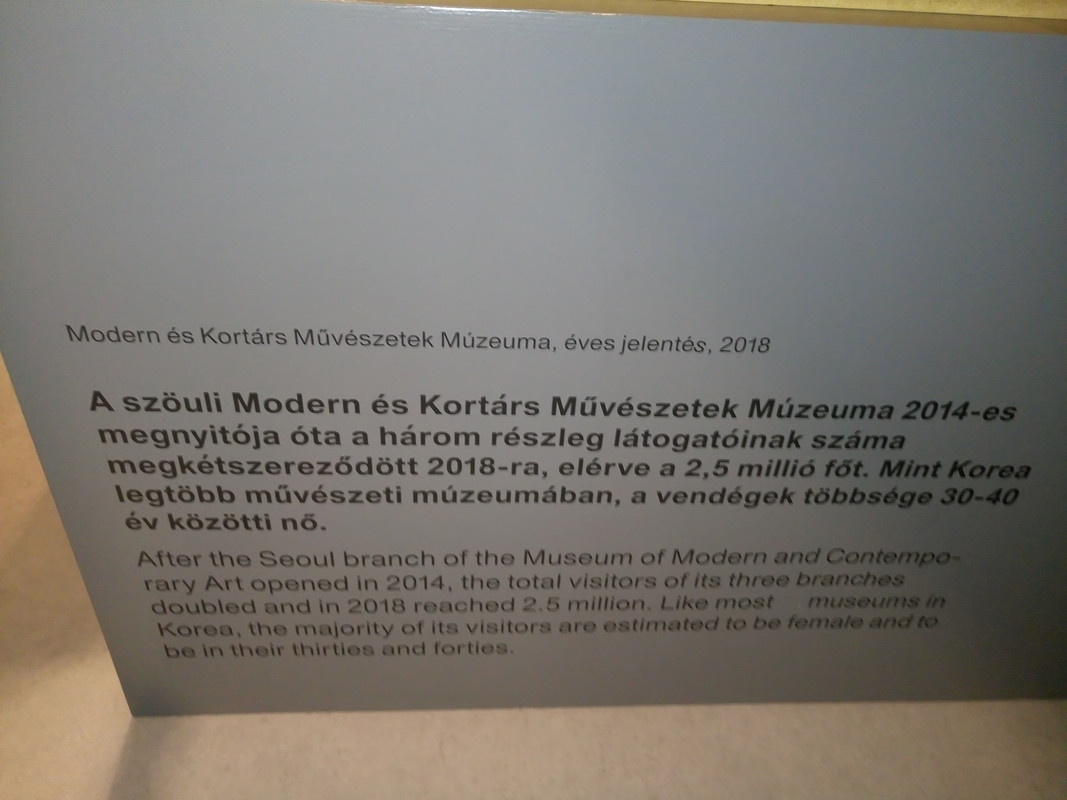 Modern és Kortárs Művészetek Múzeuma, éves jelentés, 2018
A szöuli Modern és Kortárs Művészetek Múzeuma 2014-es
megnyitója óta a három részleg látogatóinak száma
megkétszereződött 2018-ra, elérve a 2,5 millió főt. Mint Korea
legtöbb művészeti múzeumában, a vendégek többsége 30-40
év közötti nő.
After the Seoul branch of the Museum of Modern and Contempo-
rary Art opened in 2014, the total visitors of its three branches
doubled and in 2018 reached 2.5 million. Like most museums in
Korea, the majority of its visitors are estimated to be female and to
be in their thirties and forties.